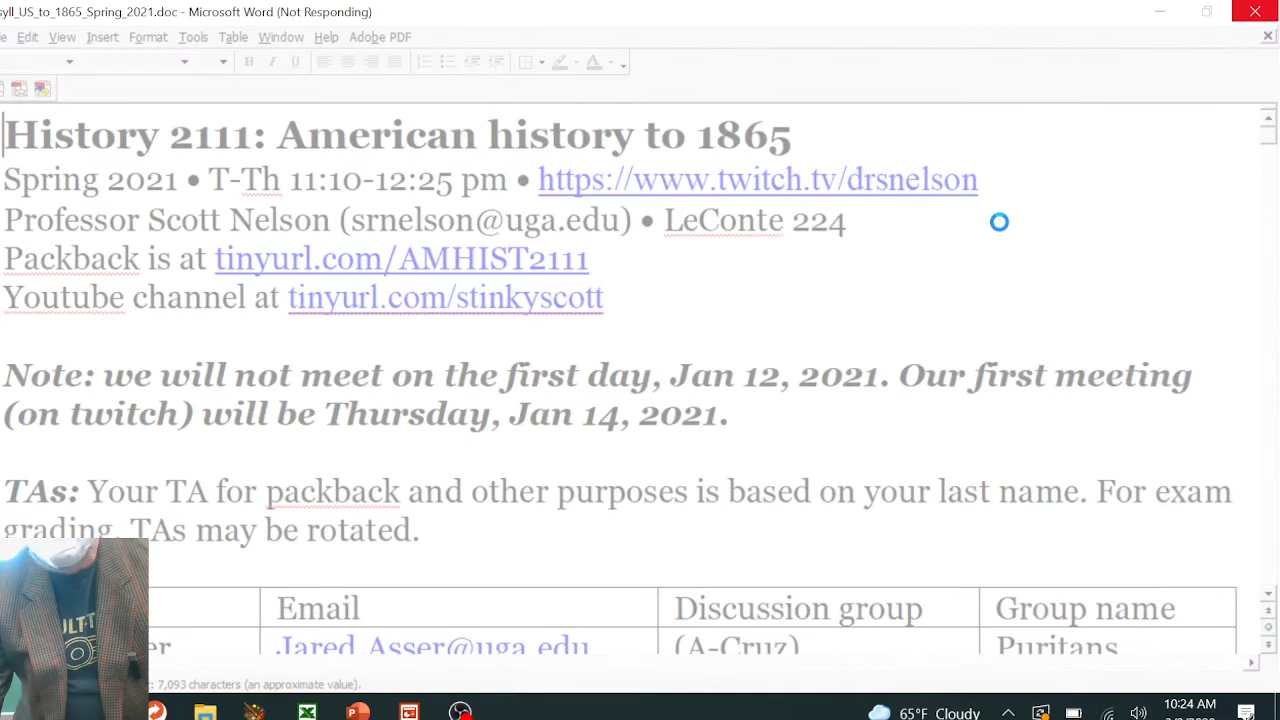 syll_US_to_1865_Spring_2021.doc - Microsoft Word (Not Responding)
Edit View Insert Format Tools Table Window Help Adobe PDF
History 2111: American history to 1865
Spring 2021 • T-Th 11:10-12:25 pm • https://www.twitch.tv/drsnelson
Professor Scott Nelson (srnelson@uga.edu) • LeConte 224
Packback is at tinyurl.com/AMHIST2111
Youtube channel at tinyurl.com/stinkyscott
Note: we will not meet on the first day, Jan 12, 2021. Our first meeting
(on twitch) will be Thursday, Jan 14, 2021.
TAs: Your TA for packback and other purposes is based on your last name. For exam
grading, TAs may be rotated.
Email Discussion group Group name
Jared.Asser@uga.edu (A-Cruz) Puritans
7,093 characters (an approximate value).
10:24 AM
65°F Cloudy